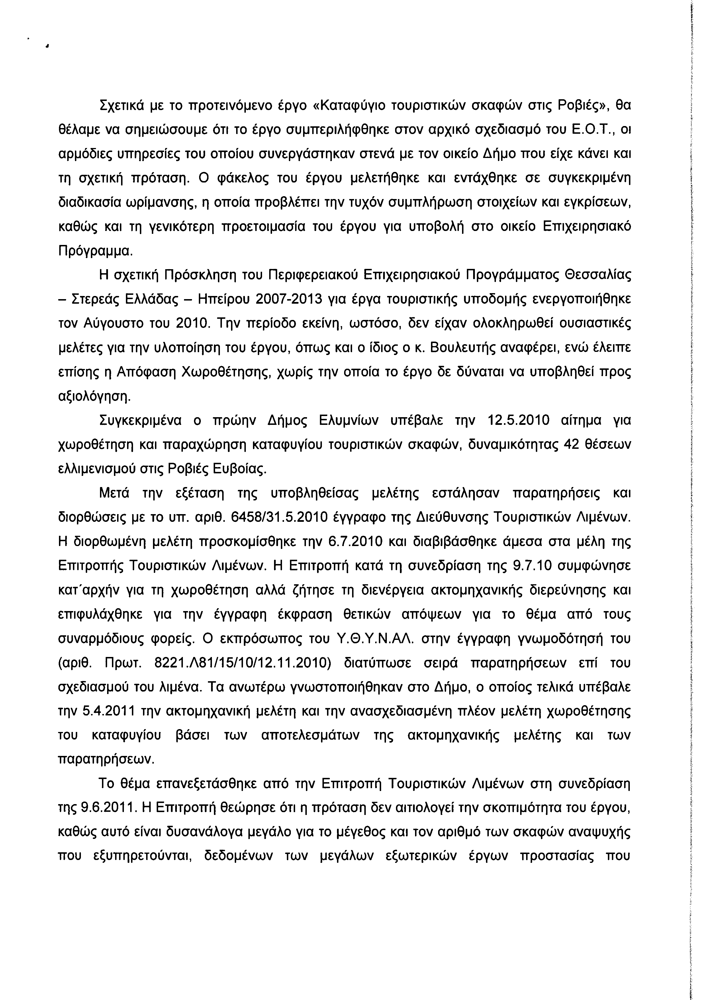 Σχετικά με το προτεινόμενο έργο «Καταφύγιο τουριστικών σκαφών στις Ροβιές», θα
θέλαμε να σημειώσουμε ότι το έργο συμπεριλήφθηκε στον αρχικό σχεδιασμό του Ε.Ο.Τ., οι
αρμόδιες υπηρεσίες του οποίου συνεργάστηκαν στενά με τον οικείο Δήμο που είχε κάνει και
τη σχετική πρόταση. Ο φάκελος του έργου μελετήθηκε και εντάχθηκε σε συγκεκριμένη
διαδικασία ωρίμανσης, η οποία προβλέπει την τυχόν συμπλήρωση στοιχείων και εγκρίσεων,
καθώς και τη γενικότερη προετοιμασία του έργου για υποβολή στο οικείο Επιχειρησιακό
Πρόγραμμα.
Η σχετική Πρόσκληση του Περιφερειακού Επιχειρησιακού Προγράμματος Θεσσαλίας
– Στερεάς Ελλάδας – Ηπείρου 2007-2013 για έργα τουριστικής υποδομής ενεργοποιήθηκε
τον Αύγουστο του 2010. Την περίοδο εκείνη, ωστόσο, δεν είχαν ολοκληρωθεί ουσιαστικές
μελέτες για την υλοποίηση του έργου, όπως και ο ίδιος ο κ. Βουλευτής αναφέρει, ενώ έλειπε
επίσης η Απόφαση Χωροθέτησης, χωρίς την οποία το έργο δε δύναται να υποβληθεί προς
αξιολόγηση.
Συγκεκριμένα ο πρώην Δήμος Ελυμνίων υπέβαλε την 12.5.2010 αίτημα για
χωροθέτηση και παραχώρηση καταφυγίου τουριστικών σκαφών, δυναμικότητας 42 θέσεων
ελλιμενισμού στις Ροβιές Ευβοίας.
Μετά την εξέταση της υποβληθείσας μελέτης εστάλησαν παρατηρήσεις και
διορθώσεις με το υπ. αριθ. 6458/31.5.2010 έγγραφο της Διεύθυνσης Τουριστικών Λιμένων.
Η διορθωμένη μελέτη προσκομίσθηκε την 6.7.2010 και διαβιβάσθηκε άμεσα στα μέλη της
Επιτροπής Τουριστικών Λιμένων. Η Επιτροπή κατά τη συνεδρίαση της 9.7.10 συμφώνησε
κατ΄αρχήν για τη χωροθέτηση αλλά ζήτησε τη διενέργεια ακτομηχανικής διερεύνησης και
επιφυλάχθηκε για την έγγραφη έκφραση θετικών απόψεων για το θέμα από τους
συναρμόδιους φορείς. Ο εκπρόσωπος του Υ.Θ.Υ.Ν.ΑΛ. στην έγγραφη γνωμοδότησή του
(αριθ. Πρωτ. 8221.Λ81/15/10/12.11.2010) διατύπωσε σειρά παρατηρήσεων επί του
σχεδιασμού του λιμένα. Τα ανωτέρω γνωστοποιήθηκαν στο Δήμο, ο οποίος τελικά υπέβαλε
την 5.4.2011 την ακτομηχανική μελέτη και την ανασχεδιασμένη πλέον μελέτη χωροθέτησης
του καταφυγίου βάσει των αποτελεσμάτων της ακτομηχανικής μελέτης και των
παρατηρήσεων.
Το θέμα επανεξετάσθηκε από την Επιτροπή Τουριστικών Λιμένων στη συνεδρίαση
της 9.6.2011. Η Επιτροπή θεώρησε ότι η πρόταση δεν αιτιολογεί την σκοπιμότητα του έργου,
καθώς αυτό είναι δυσανάλογα μεγάλο για το μέγεθος και τον αριθμό των σκαφών αναψυχής
που εξυπηρετούνται, δεδομένων των μεγάλων εξωτερικών έργων προστασίας που